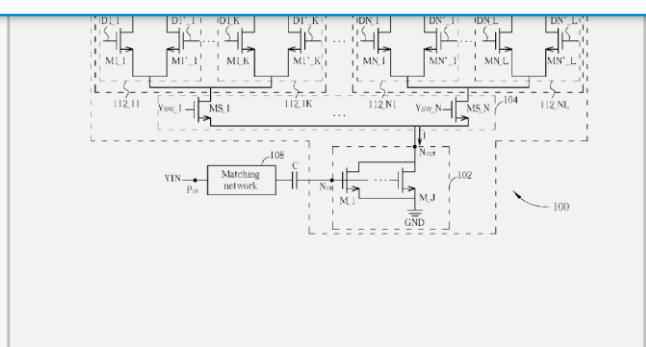 D1_1 D1'_1 D1_K D1'_K DN_1 DN'_1 DN_L DN'_L
M1_1 M1'_1 M1_K M1'_K MN_1 MN'_1 MN_L MN'_L
112_11 112_1K 112_N1 112_NL
VSW_1 MS_1 ... VSW_N MS_N 104
I
Nout
108
VIN Matching network C
Pin Nin M_1 M_J 102
GND
100